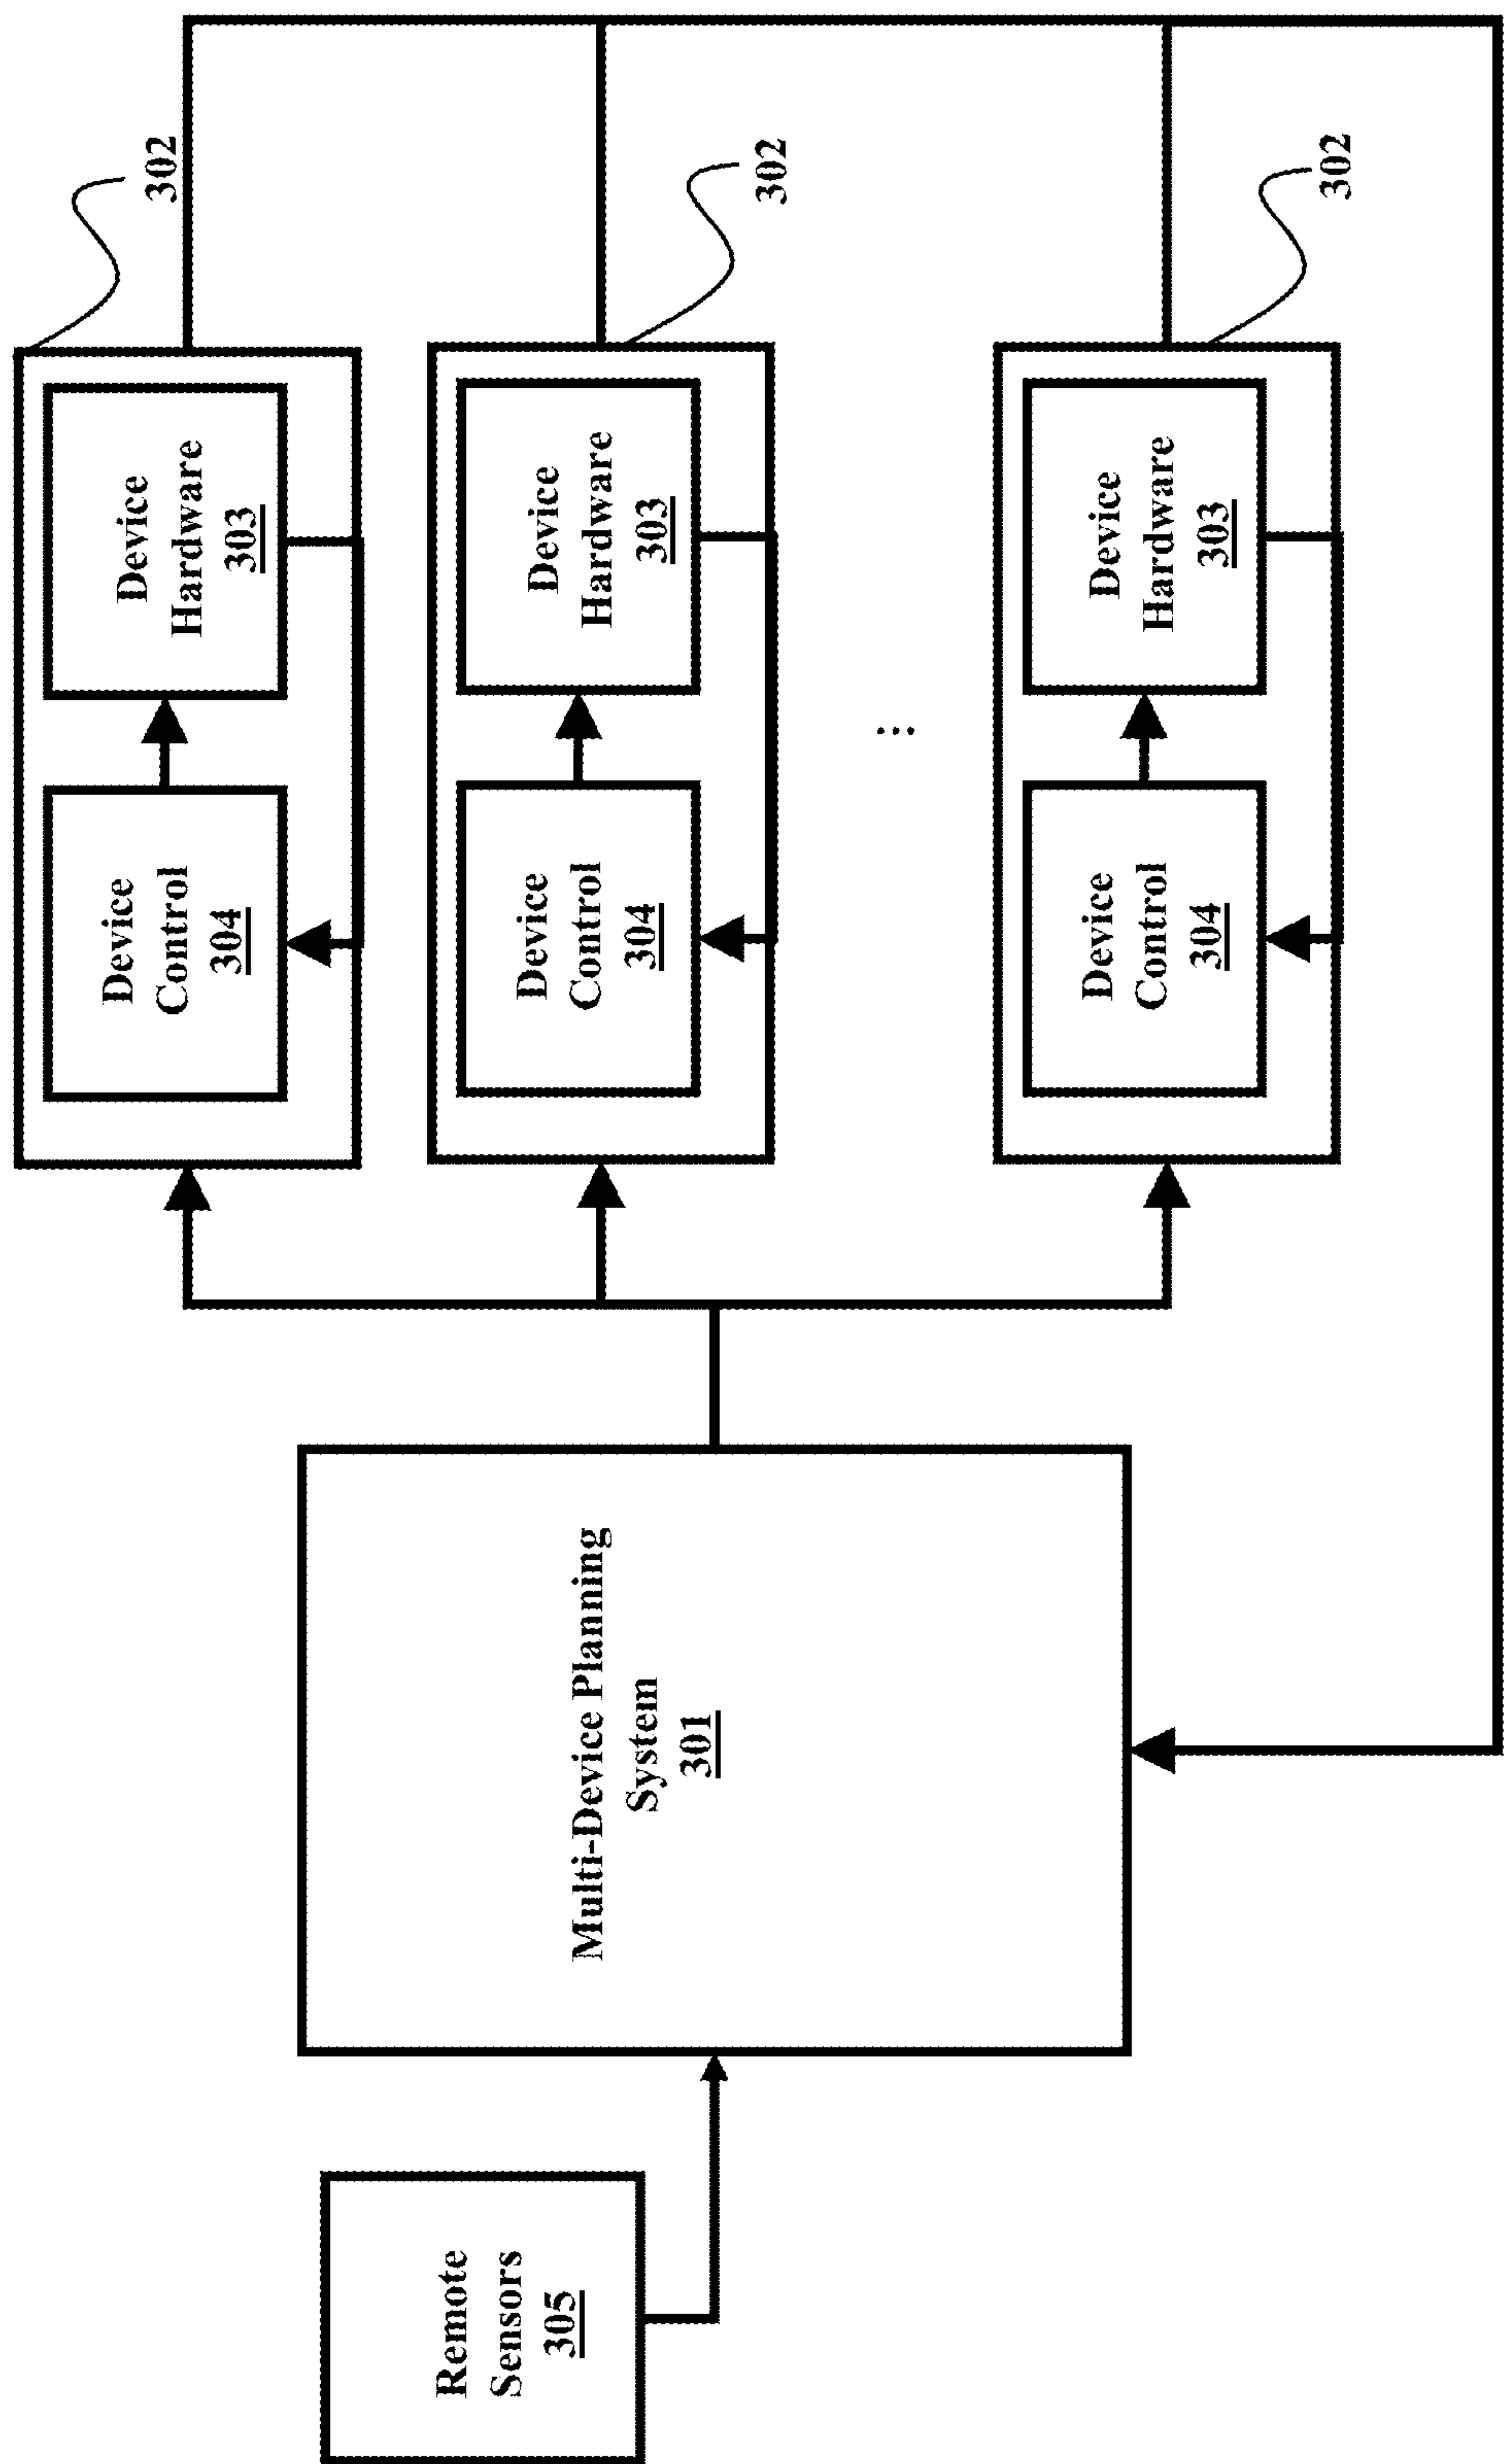 Remote
Sensors
305
Multi-Device Planning
System
301
Device
Control
304
Device
Hardware
303
302
Device
Control
304
Device
Hardware
303
302
...
Device
Control
304
Device
Hardware
303
302